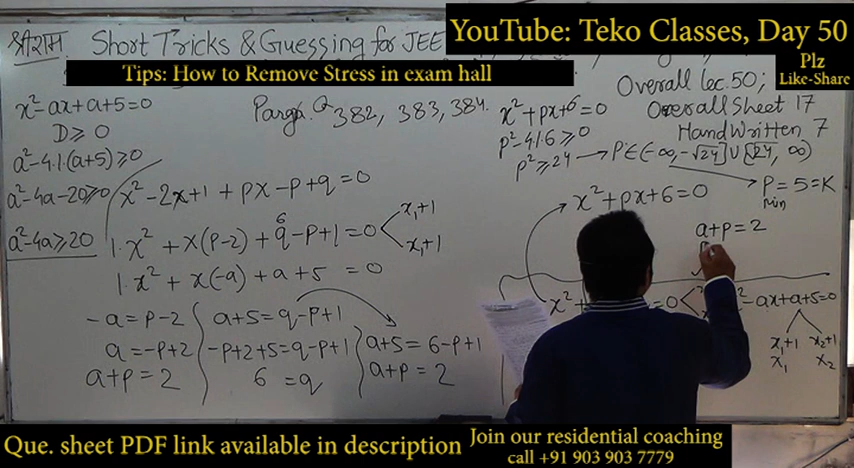 YouTube: Teko Classes, Day 50
Plz
Like-Share
Tips: How to Remove Stress in exam hall
श्रीराम Short Tricks & Guessing for JEE
Overall lec. 50;
Overall Sheet 17
Hand Written 7
x²-ax+a+5=0
D≥0
a²-4.1.(a+5)≥0
a²-4a-20≥0
a²-4a≥20
Q 382, 383, 384.
x²-2x+1+px-p+q=0
1.x²+x(p-2)+q-p+1=0
6
x₁+1
x₁+1
1.x²+x(-a)+a+5=0
-a=p-2
a=-p+2
a+p=2
a+5=q-p+1
-p+2+5=q-p+1
6=q
a+5=6-p+1
a+p=2
x²+px+6=0
p²-4.1.6≥0
p²≥24→P∈(-∞,-√24]∪[√24,∞)
P=5=K
min
x²+px+6=0
a+p=2
x²+
=0
²-ax+a+5=0
x₁+1
x₂+1
x₁
x₂
Que. sheet PDF link available in description
Join our residential coaching
call +91 903 903 7779